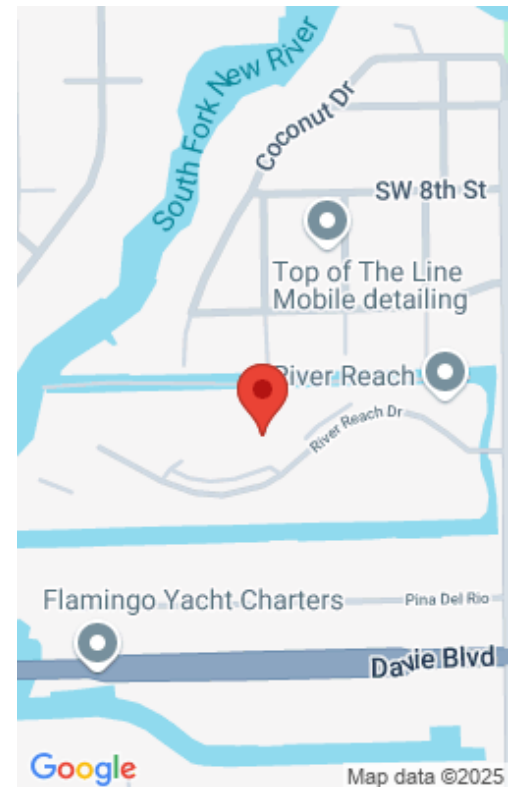 South Fork New River
Coconut Dr
SW 8th St
Top of The Line
Mobile detailing
River Reach
River Reach Dr
Flamingo Yacht Charters
Pina Del Rio
Davie Blvd
Google
Map data ©2025